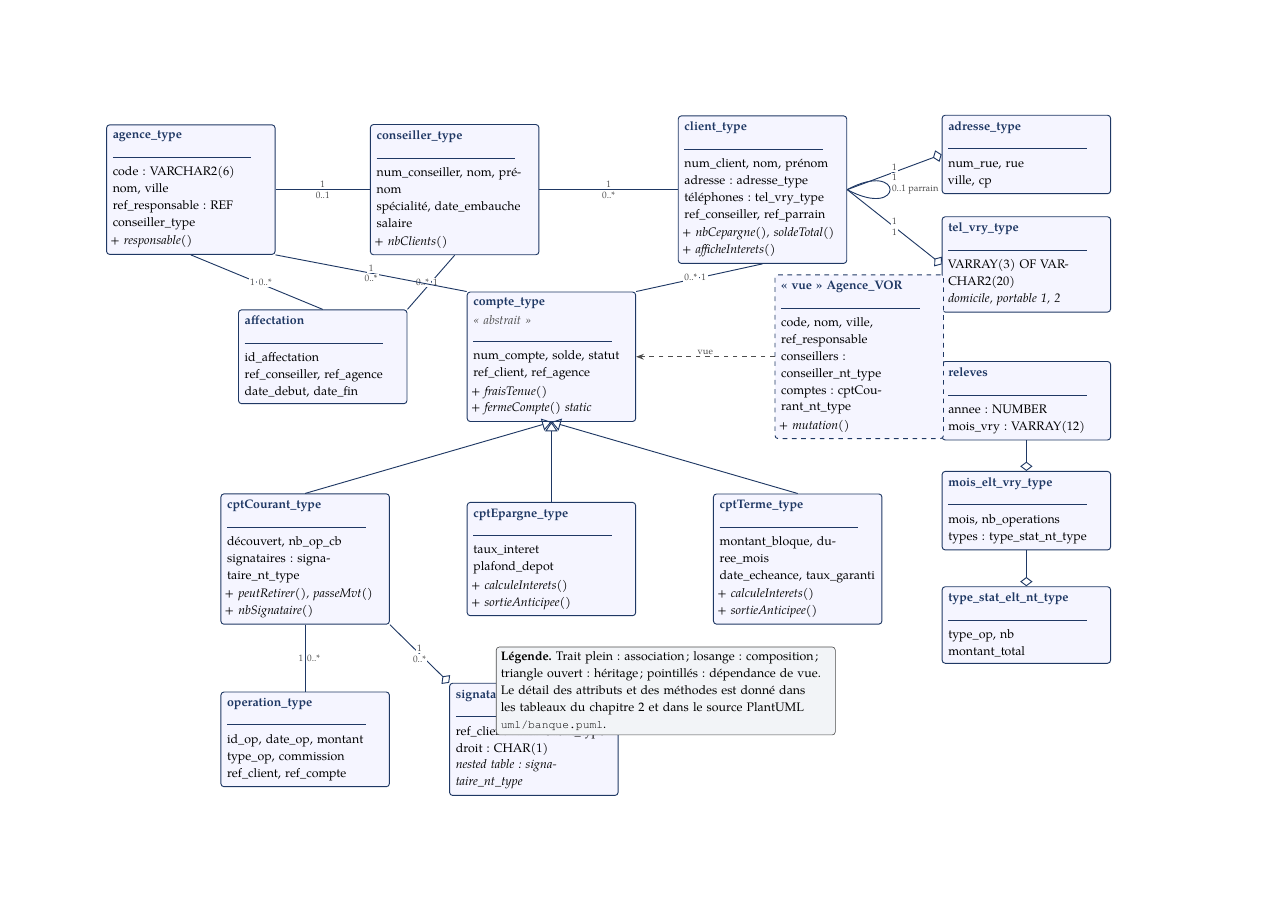 agence_type
code : VARCHAR2(6)
nom, ville
ref_responsable : REF
conseiller_type
+ responsable()
1
0..1
conseiller_type
num_conseiller, nom, pré-
nom
spécialité, date_embauche
salaire
+ nbClients()
1
0..*
client_type
num_client, nom, prénom
adresse : adresse_type
téléphones : tel_vry_type
ref_conseiller, ref_parrain
+ nbCepargne(), soldeTotal()
+ afficheInterets()
1
1
0..1 parrain
1
1
adresse_type
num_rue, rue
ville, cp
tel_vry_type
VARRAY(3) OF VAR-
CHAR2(20)
domicile, portable 1, 2
1·0..*
1
0..*
0..*·1
0..*·1
affectation
id_affectation
ref_conseiller, ref_agence
date_debut, date_fin
compte_type
« abstrait »
num_compte, solde, statut
ref_client, ref_agence
+ fraisTenue()
+ fermeCompte() static
vue
« vue » Agence_VOR
code, nom, ville,
ref_responsable
conseillers :
conseiller_nt_type
comptes : cptCou-
rant_nt_type
+ mutation()
releves
annee : NUMBER
mois_vry : VARRAY(12)
mois_elt_vry_type
mois, nb_operations
types : type_stat_nt_type
type_stat_elt_nt_type
type_op, nb
montant_total
cptCourant_type
découvert, nb_op_cb
signataires : signa-
taire_nt_type
+ peutRetirer(), passeMvt()
+ nbSignataire()
cptEpargne_type
taux_interet
plafond_depot
+ calculeInterets()
+ sortieAnticipee()
cptTerme_type
montant_bloque, du-
ree_mois
date_echeance, taux_garanti
+ calculeInterets()
+ sortieAnticipee()
1 0..*
1
0..*
operation_type
id_op, date_op, montant
type_op, commission
ref_client, ref_compte
droit : CHAR(1)
nested table : signa-
taire_nt_type
Légende. Trait plein : association ; losange : composition ;
triangle ouvert : héritage ; pointillés : dépendance de vue.
Le détail des attributs et des méthodes est donné dans
les tableaux du chapitre 2 et dans le source PlantUML
uml/banque.puml.